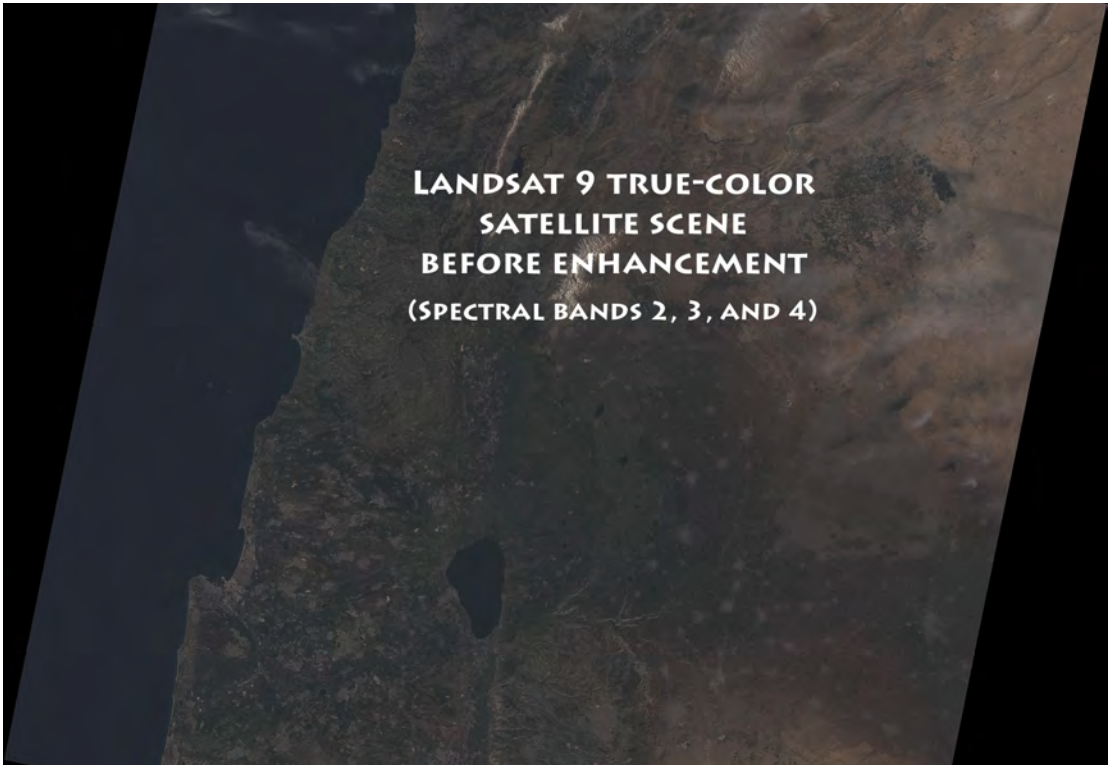 Landsat 9 true-color
satellite scene
before enhancement
(Spectral bands 2, 3, and 4)